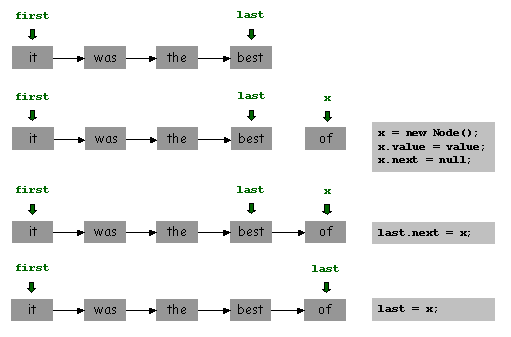 first last
it was the best
first last x
it was the best of
x = new Node();
x.value = value;
x.next = null;
first last x
it was the best of
last.next = x;
first last
it was the best of
last = x;